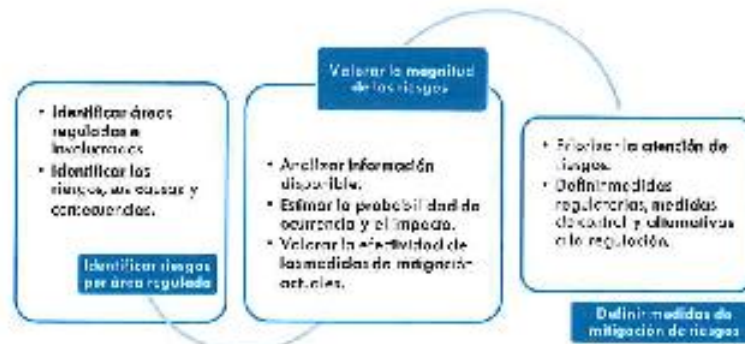 • Identificar áreas
reguladas e
involucrados
• Identificar los
riesgos, sus causas y
consecuencias.
Identificar riesgos
por área regulada
Valorar la magnitud
de los riesgos
• Analizar información
disponible.
• Estimar la probabilidad de
ocurrencia y el impacto.
• Valorar la efectividad de
las medidas de mitigación
actuales.
• Priorizar la atención de
riesgos.
• Definir medidas
regulatorias, medidas
de control y alternativas
a la regulación.
Definir medidas de
mitigación de riesgos